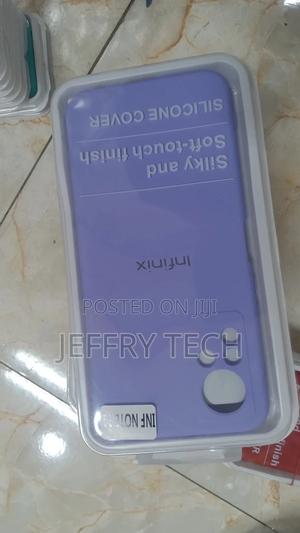 SILICONE COVER
Silky and
Soft-touch finish
Infinix
POSTED ON JIJI
JEFFRY TECH
INF NOTE